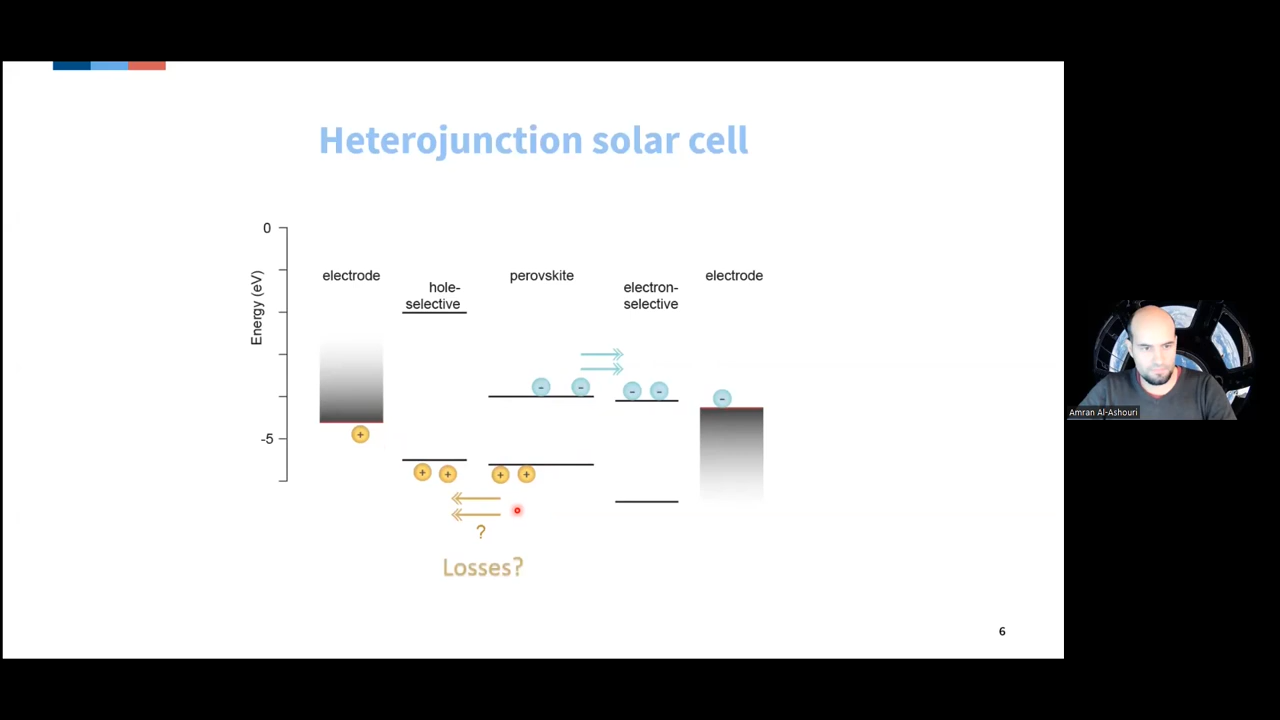 Heterojunction solar cell
0
electrode
hole-
selective
perovskite
electron-
selective
electrode
Energy (eV)
-5
- - - - -
+ + + + +
?
Losses?
6
Amran Al-Ashouri